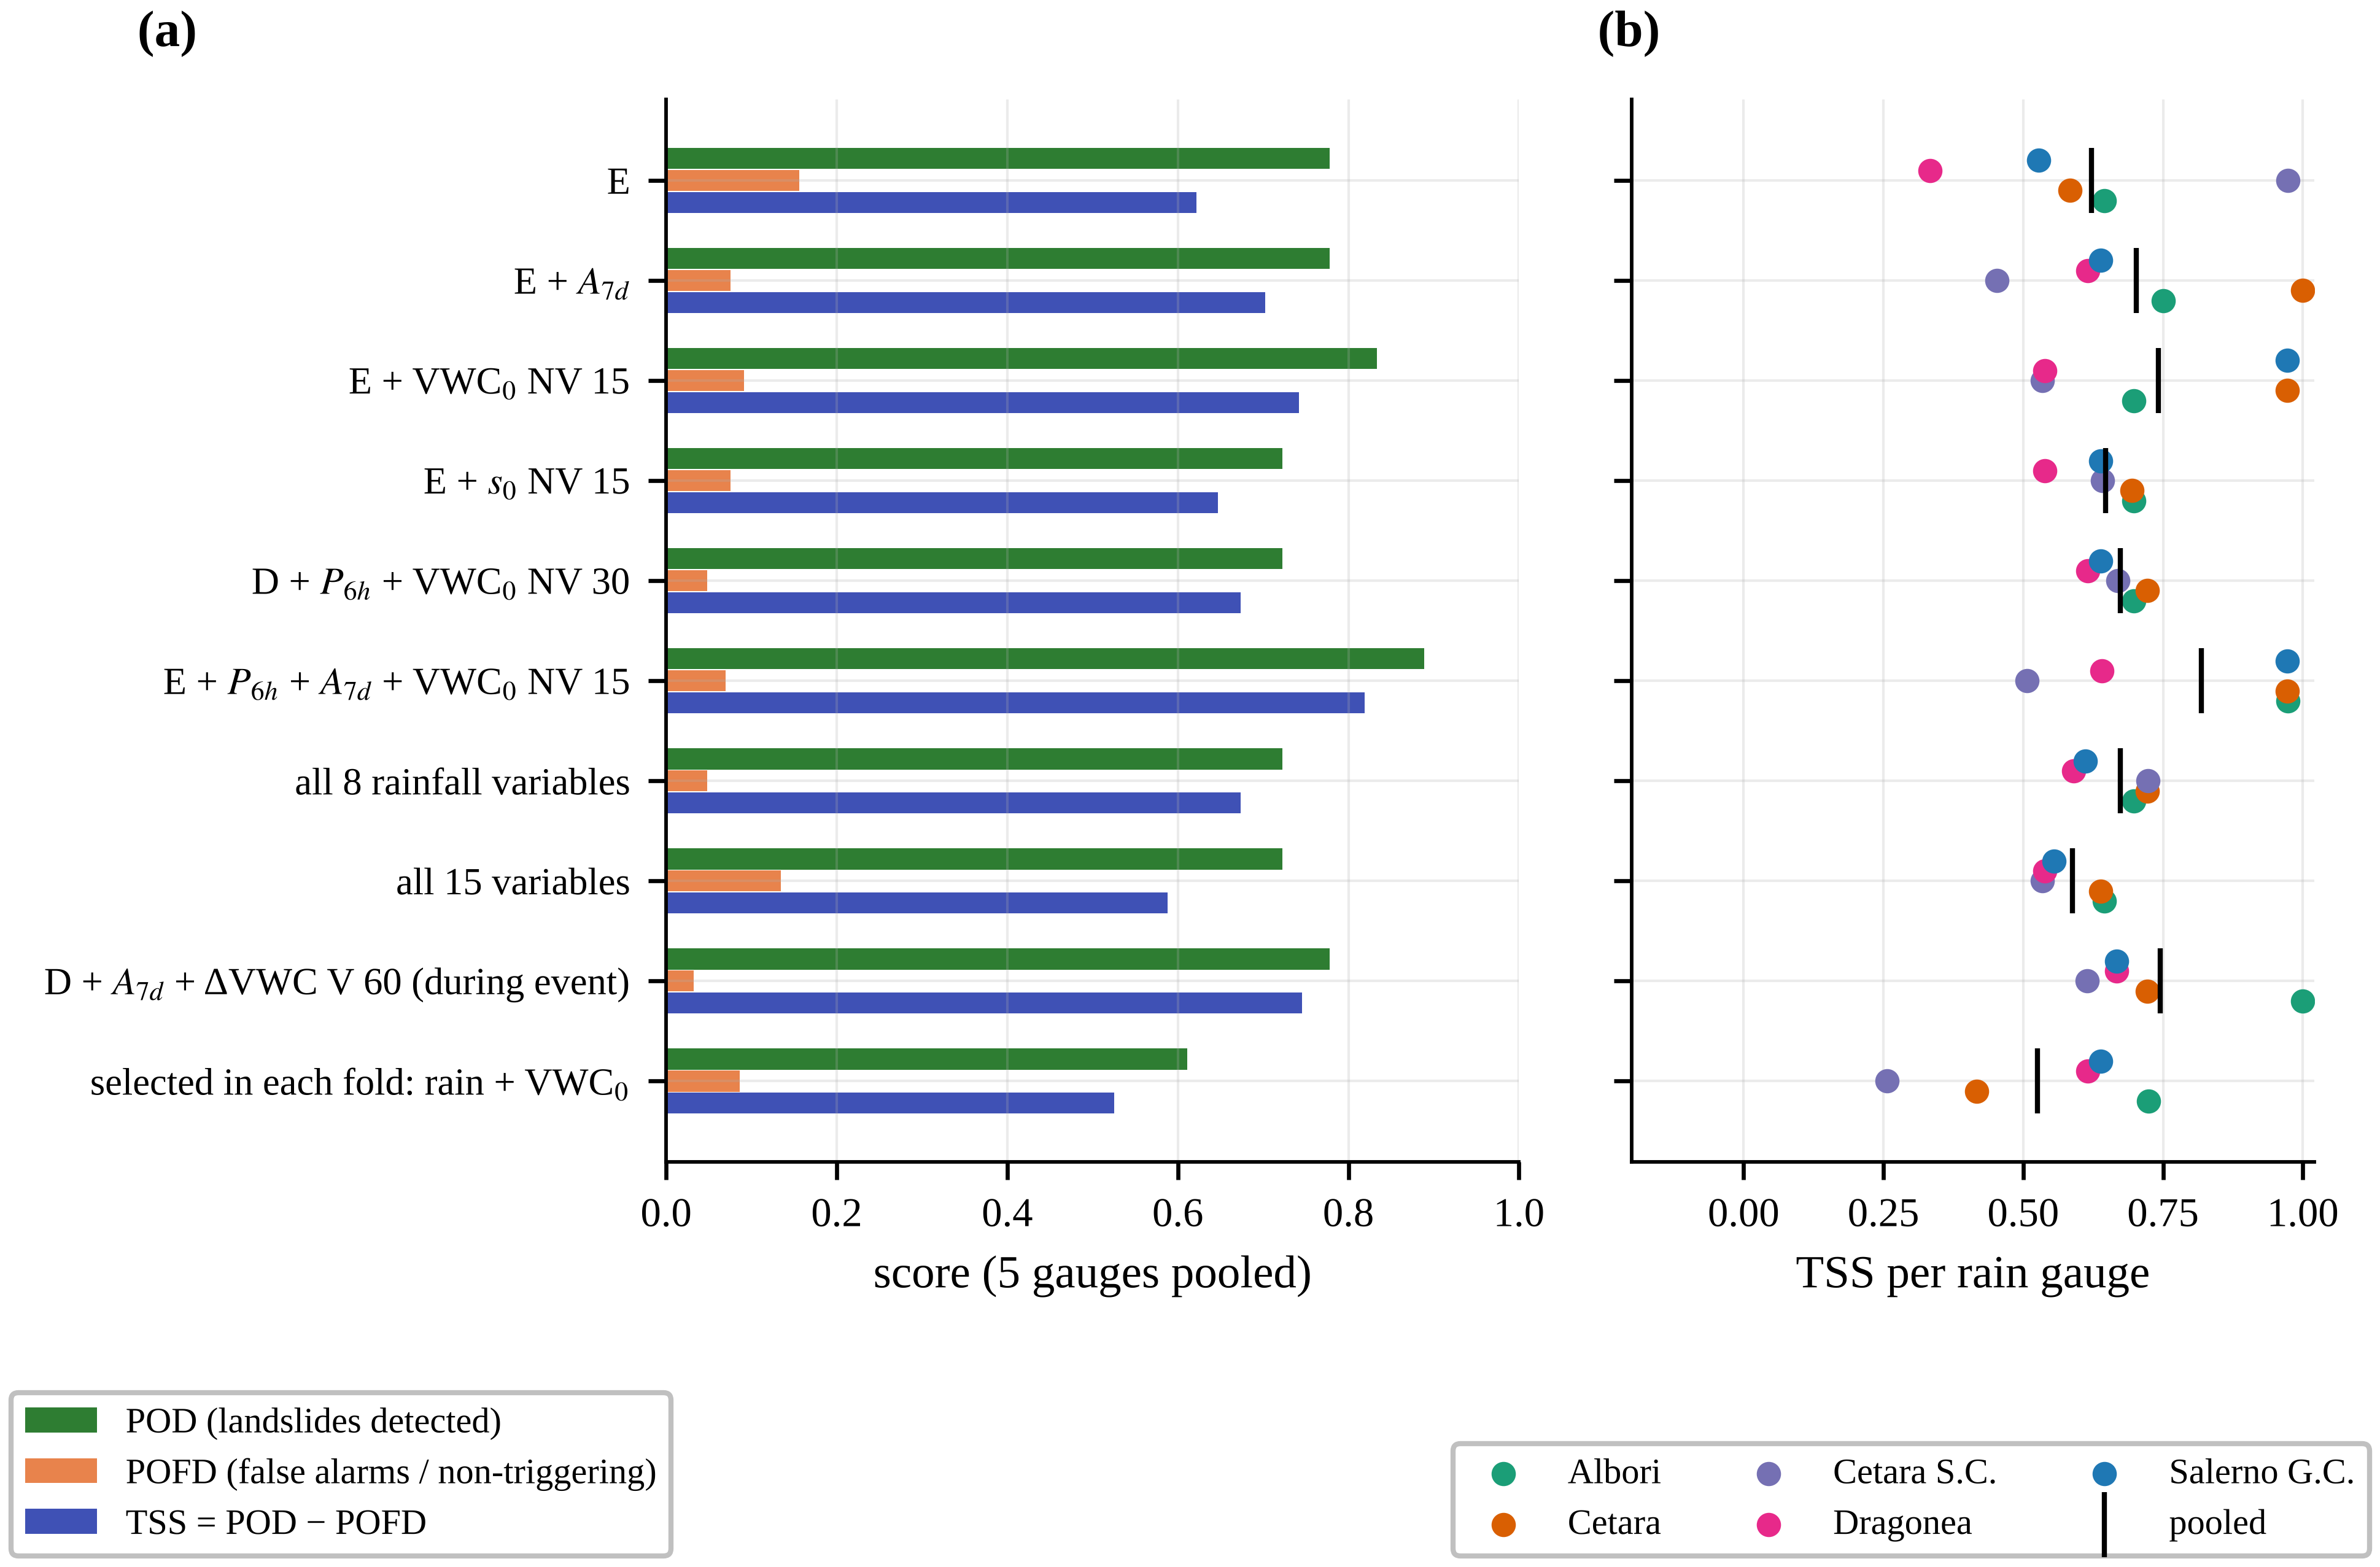 (a)
(b)
E
E + A7d
E + VWC0 NV 15
E + s0 NV 15
D + P6h + VWC0 NV 30
E + P6h + A7d + VWC0 NV 15
all 8 rainfall variables
all 15 variables
D + A7d + ΔVWC V 60 (during event)
selected in each fold: rain + VWC0
0.0 0.2 0.4 0.6 0.8 1.0
score (5 gauges pooled)
0.00 0.25 0.50 0.75 1.00
TSS per rain gauge
POD (landslides detected)
POFD (false alarms / non-triggering)
TSS = POD − POFD
Albori Cetara S.C. Salerno G.C.
Cetara Dragonea pooled